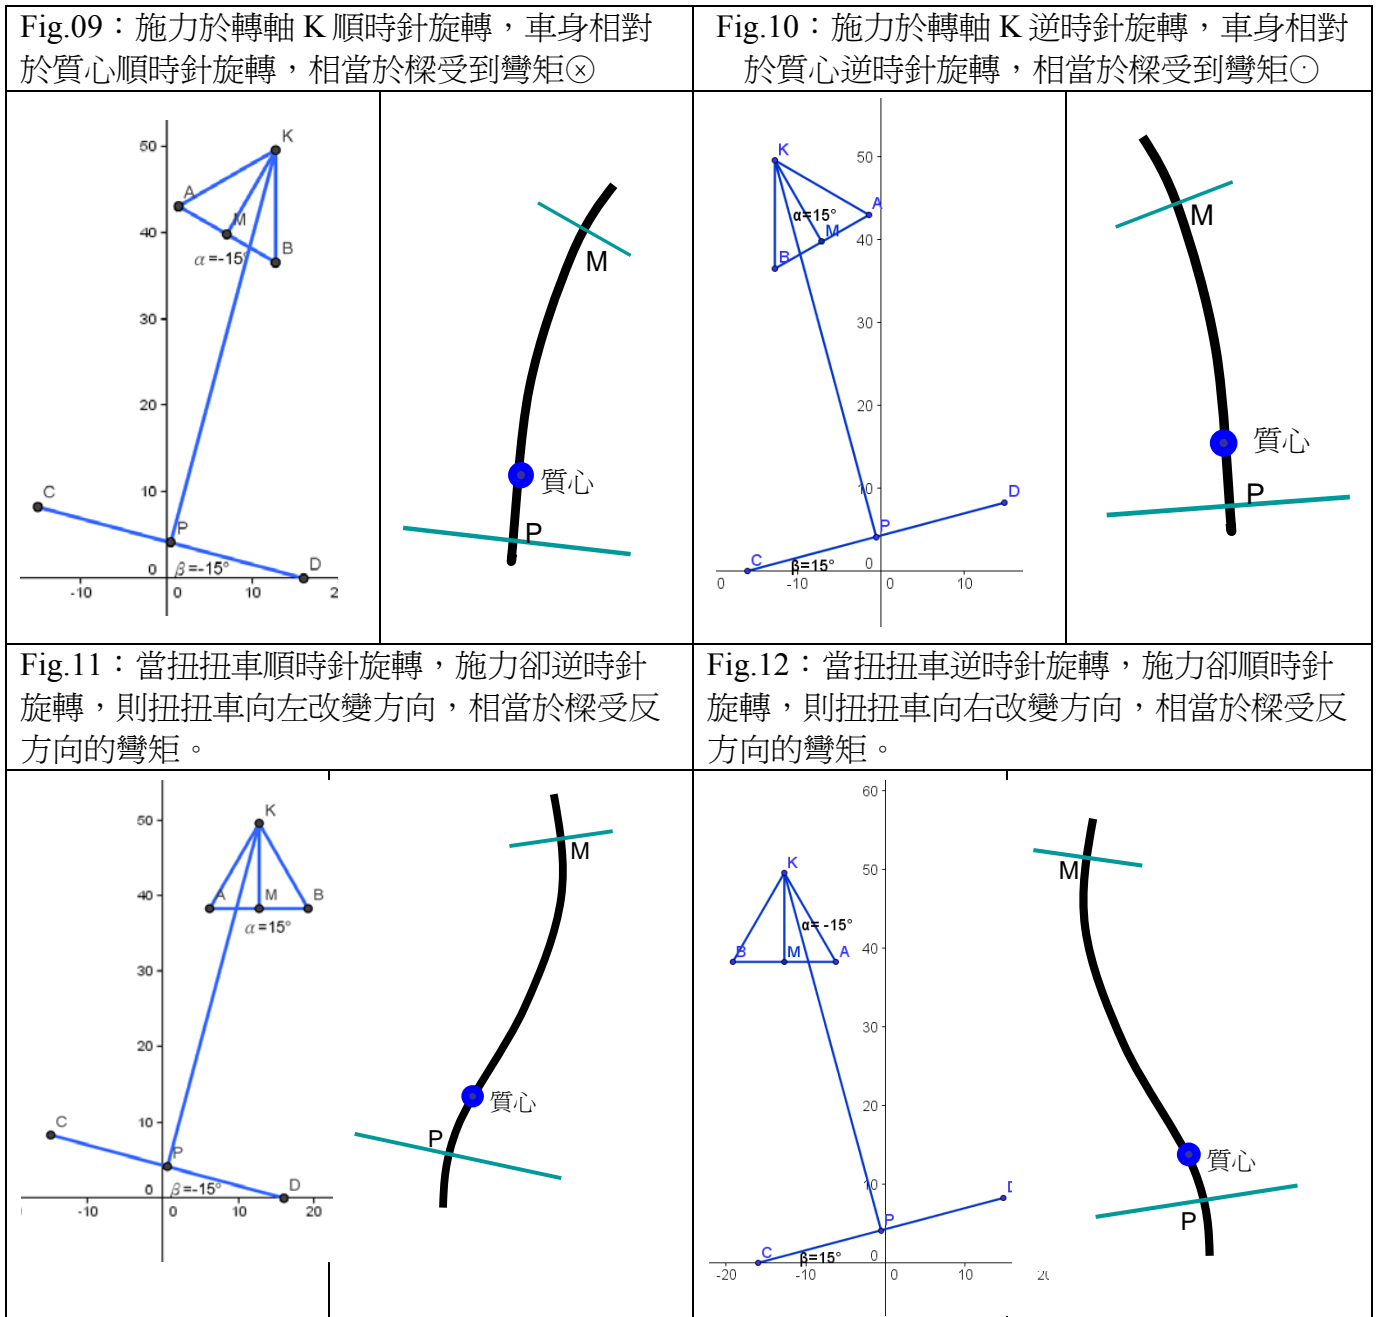 Fig.09：施力於轉軸 K 順時針旋轉，車身相對
於質心順時針旋轉，相當於樑受到彎矩⊗
Fig.10：施力於轉軸 K 逆時針旋轉，車身相對
於質心逆時針旋轉，相當於樑受到彎矩⊙
50
40
30
20
10
0
-10
0
10
2
K
A
M
B
α=-15°
C
P
D
β=-15°
M
質心
P
50
40
30
20
10
0
0
-10
0
10
K
A
α=15°
M
B
D
P
C
β=15°
M
質心
P
Fig.11：當扭扭車順時針旋轉，施力卻逆時針
旋轉，則扭扭車向左改變方向，相當於樑受反
方向的彎矩。
Fig.12：當扭扭車逆時針旋轉，施力卻順時針
旋轉，則扭扭車向右改變方向，相當於樑受反
方向的彎矩。
50
40
30
20
10
0
-10
0
10
20
K
A
M
B
α=15°
C
P
D
β=-15°
M
質心
P
60
50
40
30
20
10
0
-20
-10
0
10
K
α= -15°
B
M
A
P
C
β=15°
M
質心
P